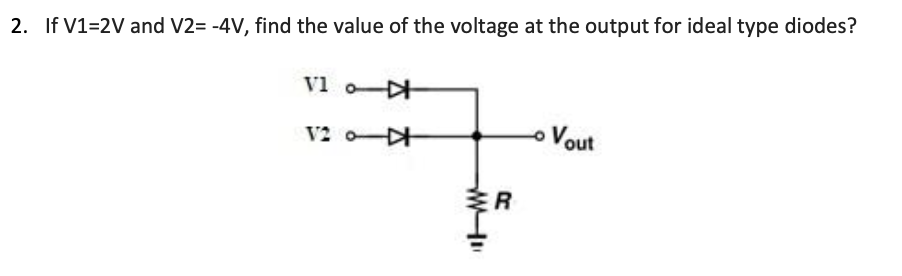 2. If V1=2V and V2= -4V, find the value of the voltage at the output for ideal type diodes?
V1
V2
Vout
R